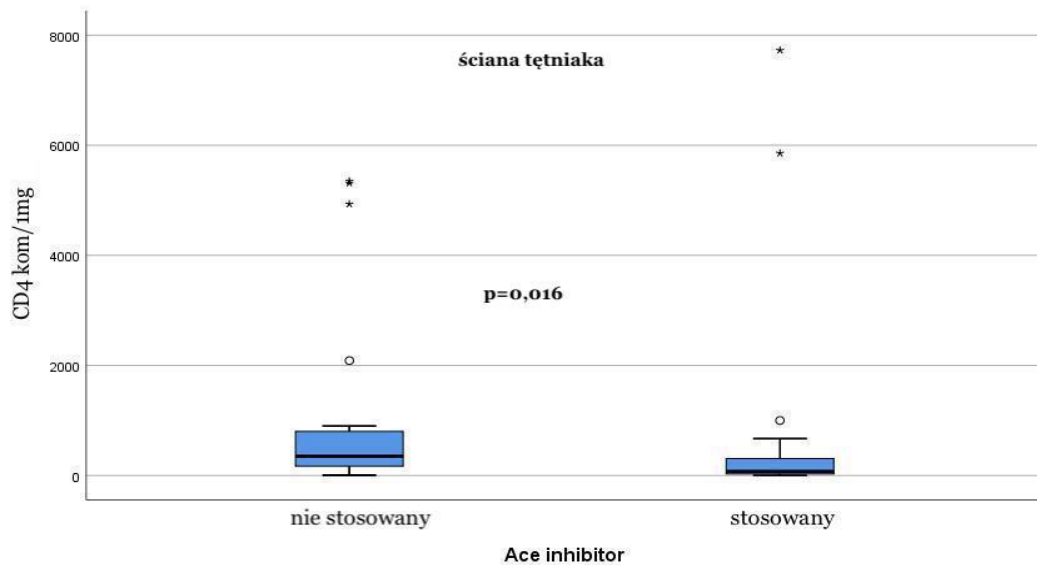 8000
ściana tętniaka
6000
CD4 kom/1mg
4000
p=0,016
2000
0
nie stosowany
stosowany
Ace inhibitor